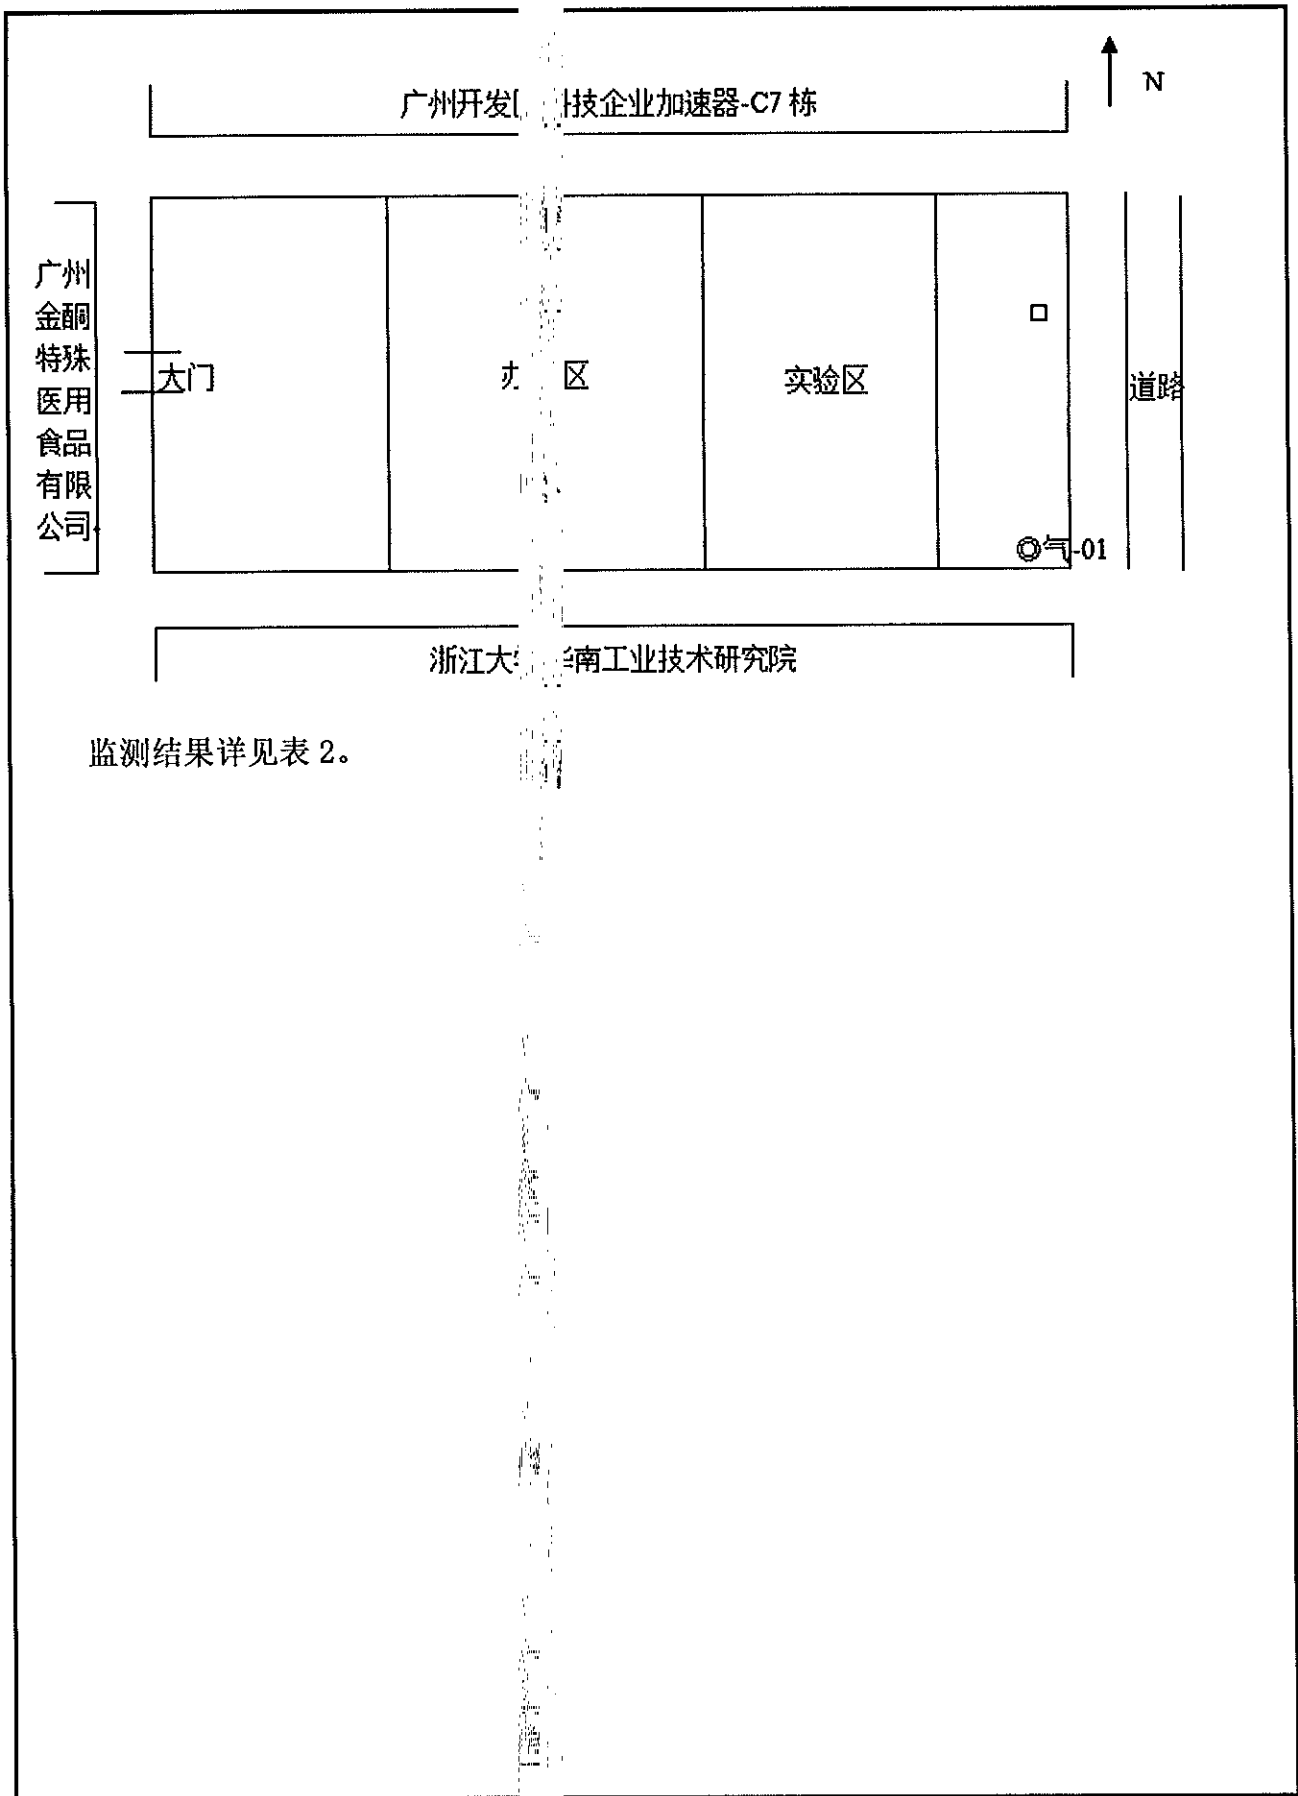 N
广州开发 技企业加速器-C7 栋
广州
金酮
特殊
医用
食品
有限
公司
大门
办 区
实验区
道路
气-01
浙江大 南工业技术研究院
监测结果详见表 2。